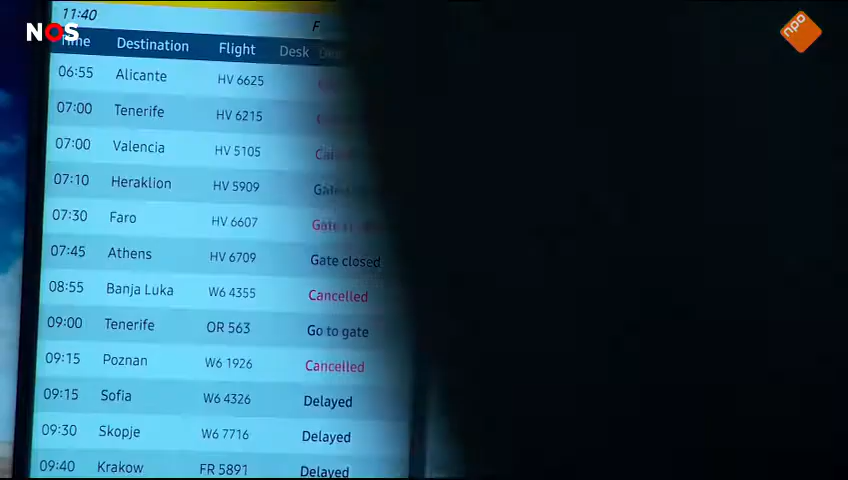 11:40
NOS
npo
Time Destination Flight Desk
06:55 Alicante HV 6625
07:00 Tenerife HV 6215
07:00 Valencia HV 5105
07:10 Heraklion HV 5909
07:30 Faro HV 6607 Gate
07:45 Athens HV 6709 Gate closed
08:55 Banja Luka W6 4355 Cancelled
09:00 Tenerife OR 563 Go to gate
09:15 Poznan W6 1926 Cancelled
09:15 Sofia W6 4326 Delayed
09:30 Skopje W6 7716 Delayed
09:40 Krakow FR 5891 Delayed